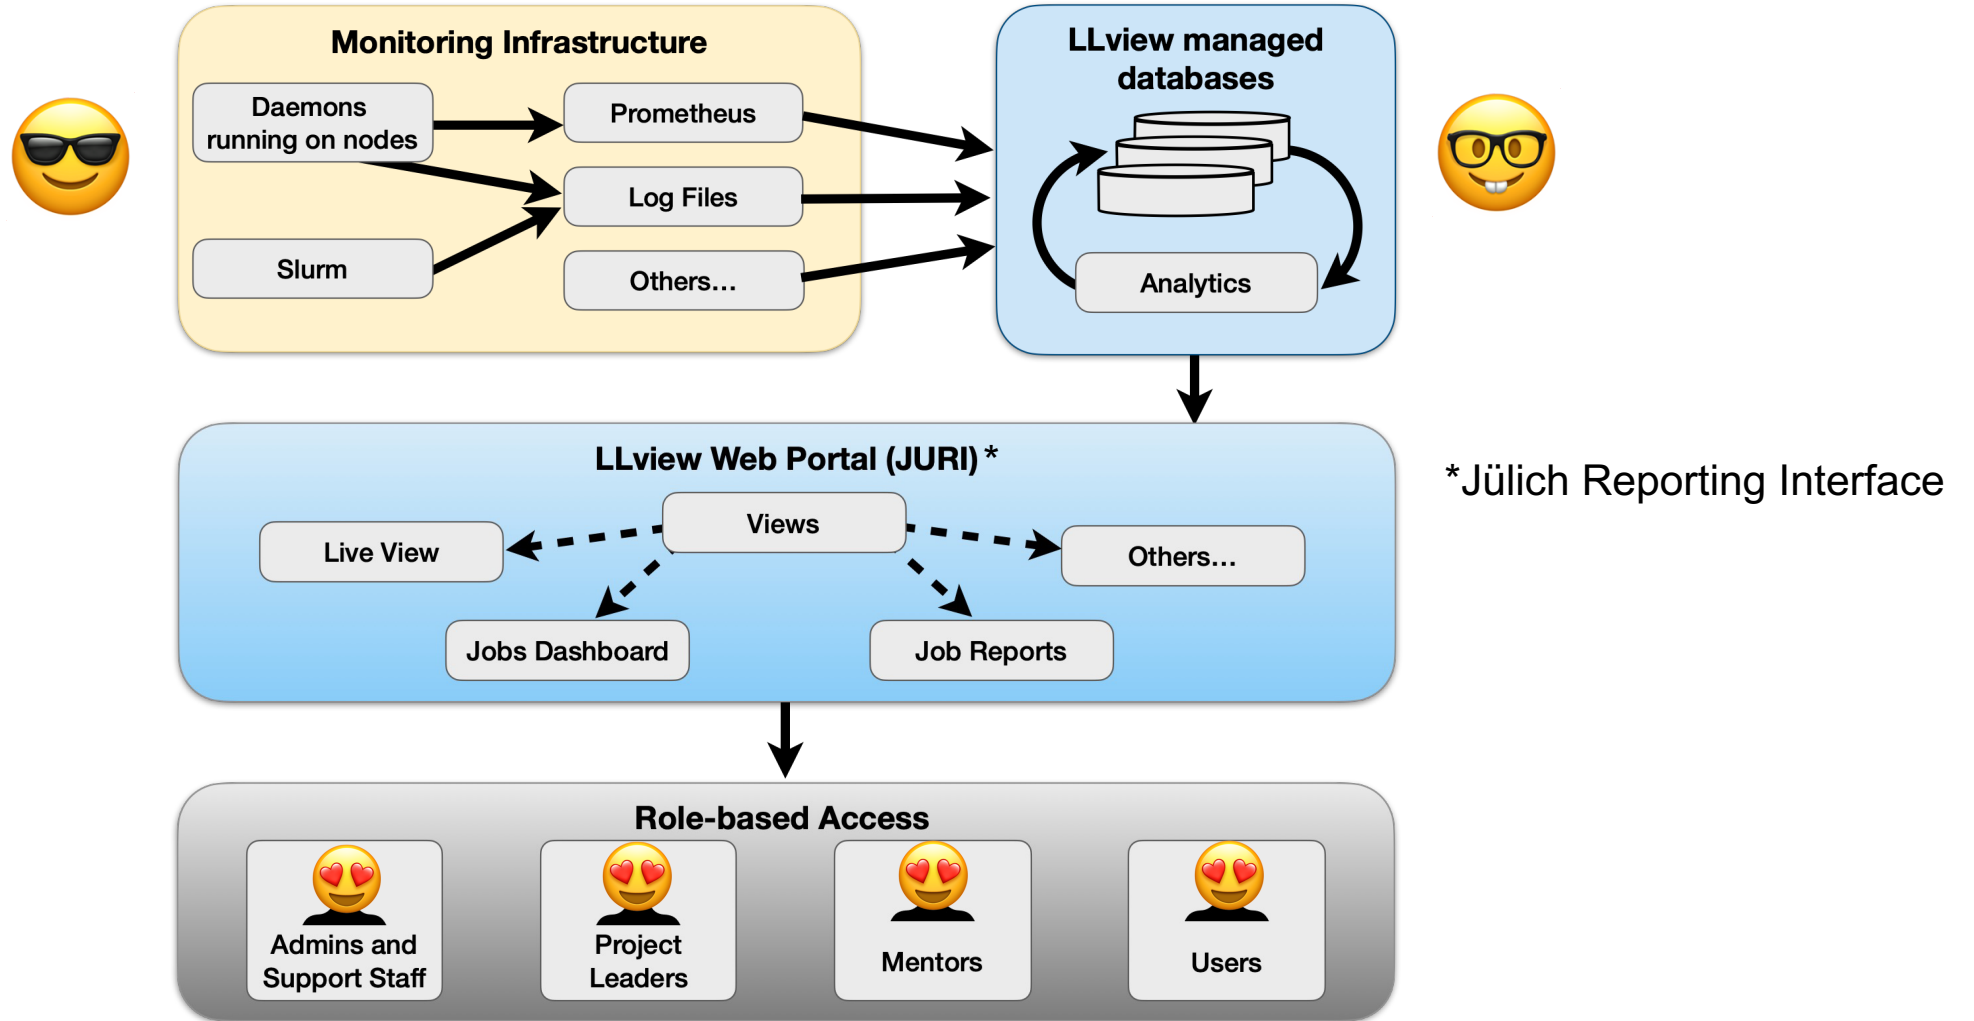 Monitoring Infrastructure
Daemons
running on nodes
Slurm
Prometheus
Log Files
Others...
LLview managed
databases
Analytics
LLview Web Portal (JURI) *
Views
Live View
Others...
Jobs Dashboard
Job Reports
*Jülich Reporting Interface
Role-based Access
Admins and
Support Staff
Project
Leaders
Mentors
Users